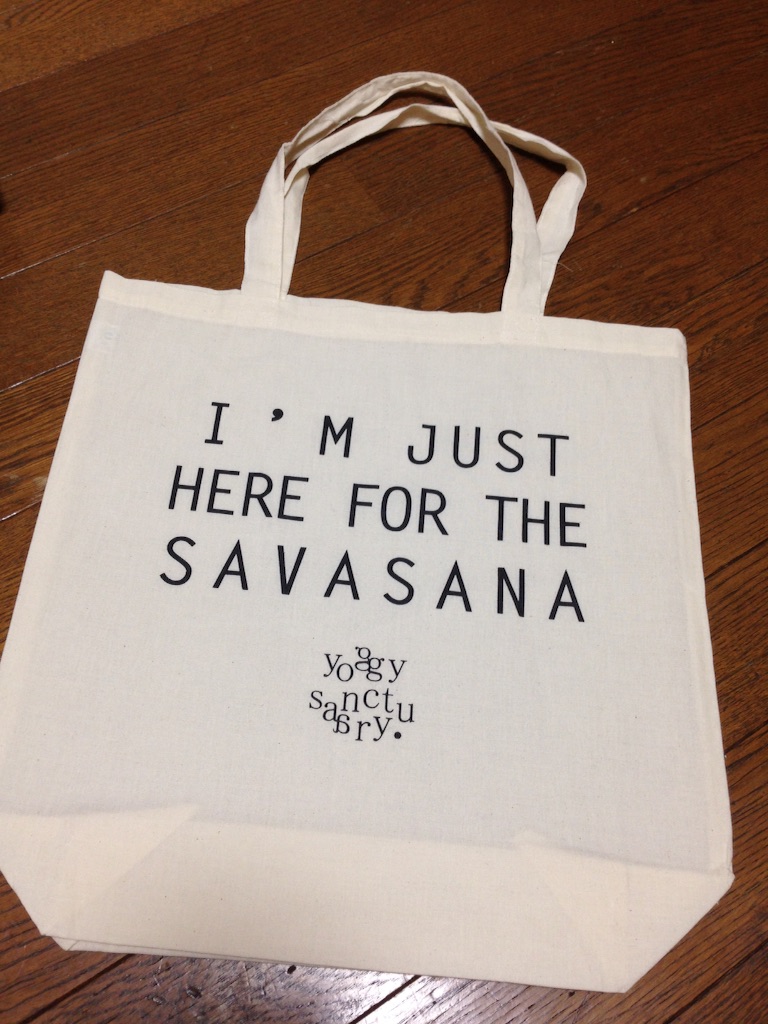 I'M JUST
HERE FOR THE
SAVASANA
yoggy
sanctuary.